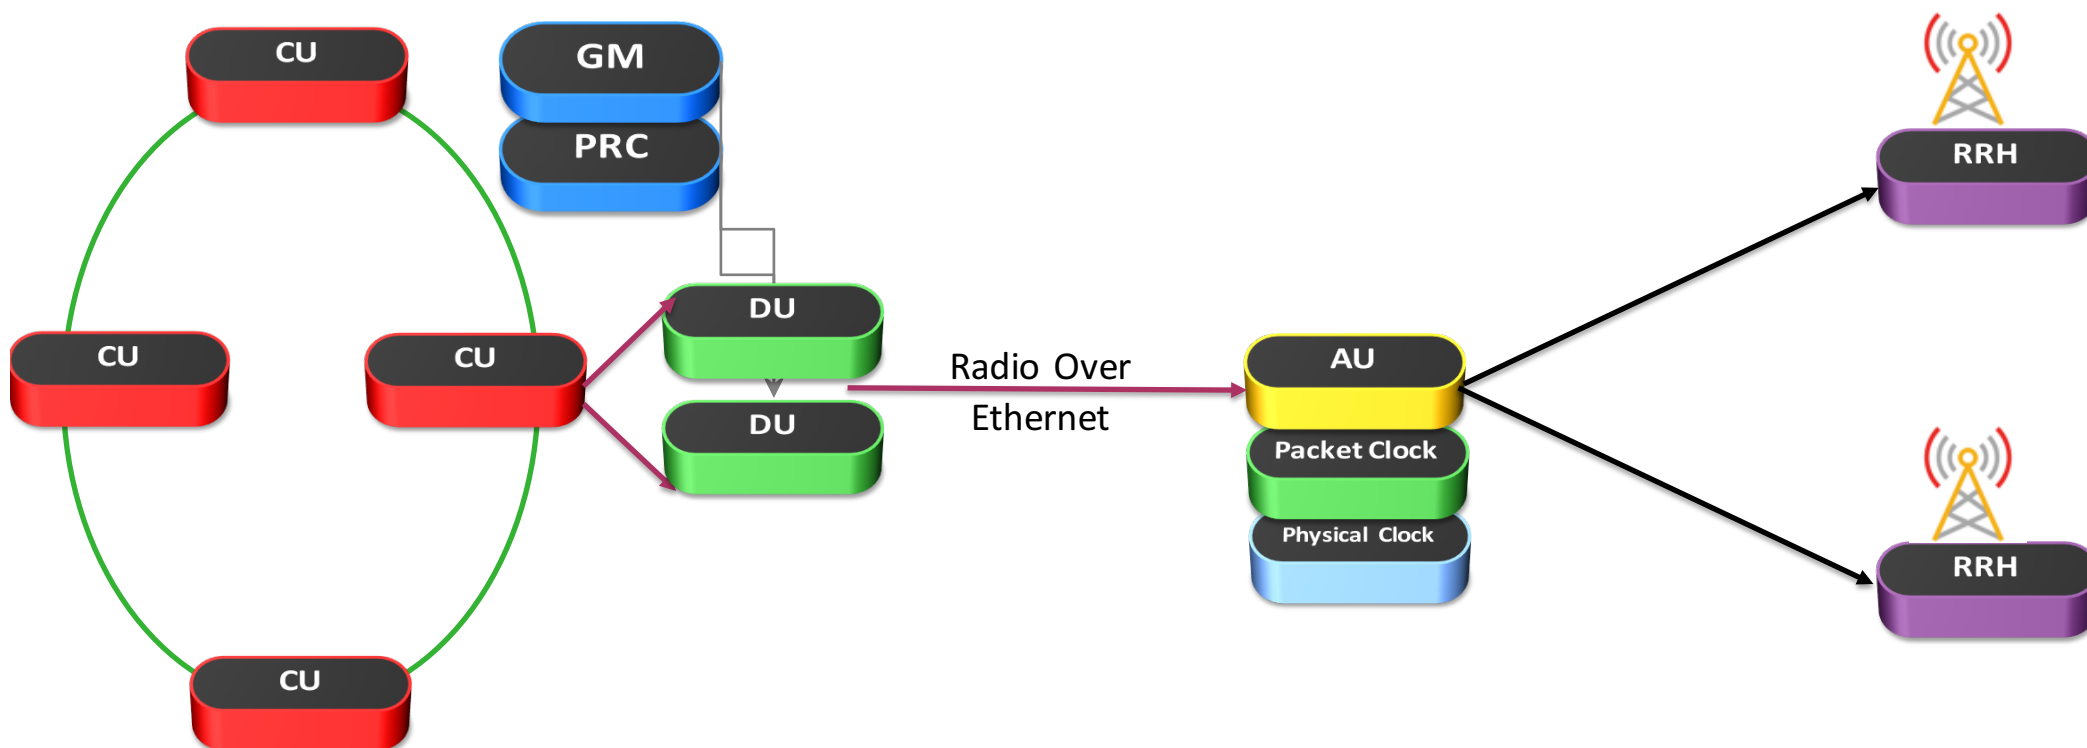 CU
GM
PRC
RRH
DU
CU
CU
Radio Over
Ethernet
AU
DU
Packet Clock
Physical Clock
RRH
CU